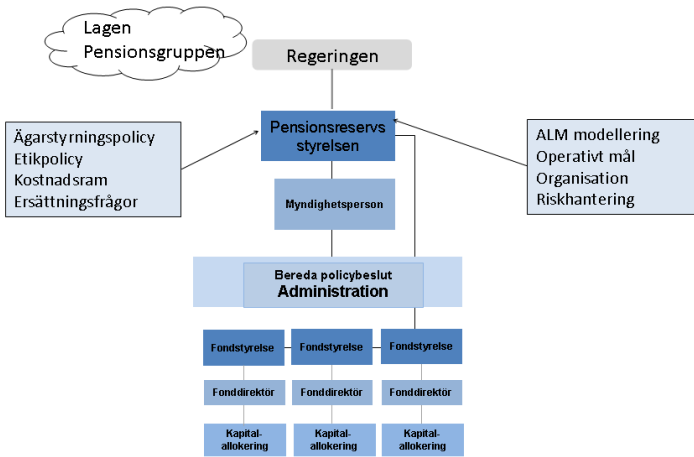 Lagen
Pensionsgruppen
Regeringen
Ägarstyrningspolicy
Etikpolicy
Kostnadsram
Ersättningsfrågor
Pensionsreservs
styrelsen
ALM modellering
Operativt mål
Organisation
Riskhantering
Myndighetsperson
Bereda policybeslut
Administration
Fondstyrelse
Fondstyrelse
Fondstyrelse
Fonddirektör
Fonddirektör
Fonddirektör
Kapital-
allokering
Kapital-
allokering
Kapital-
allokering